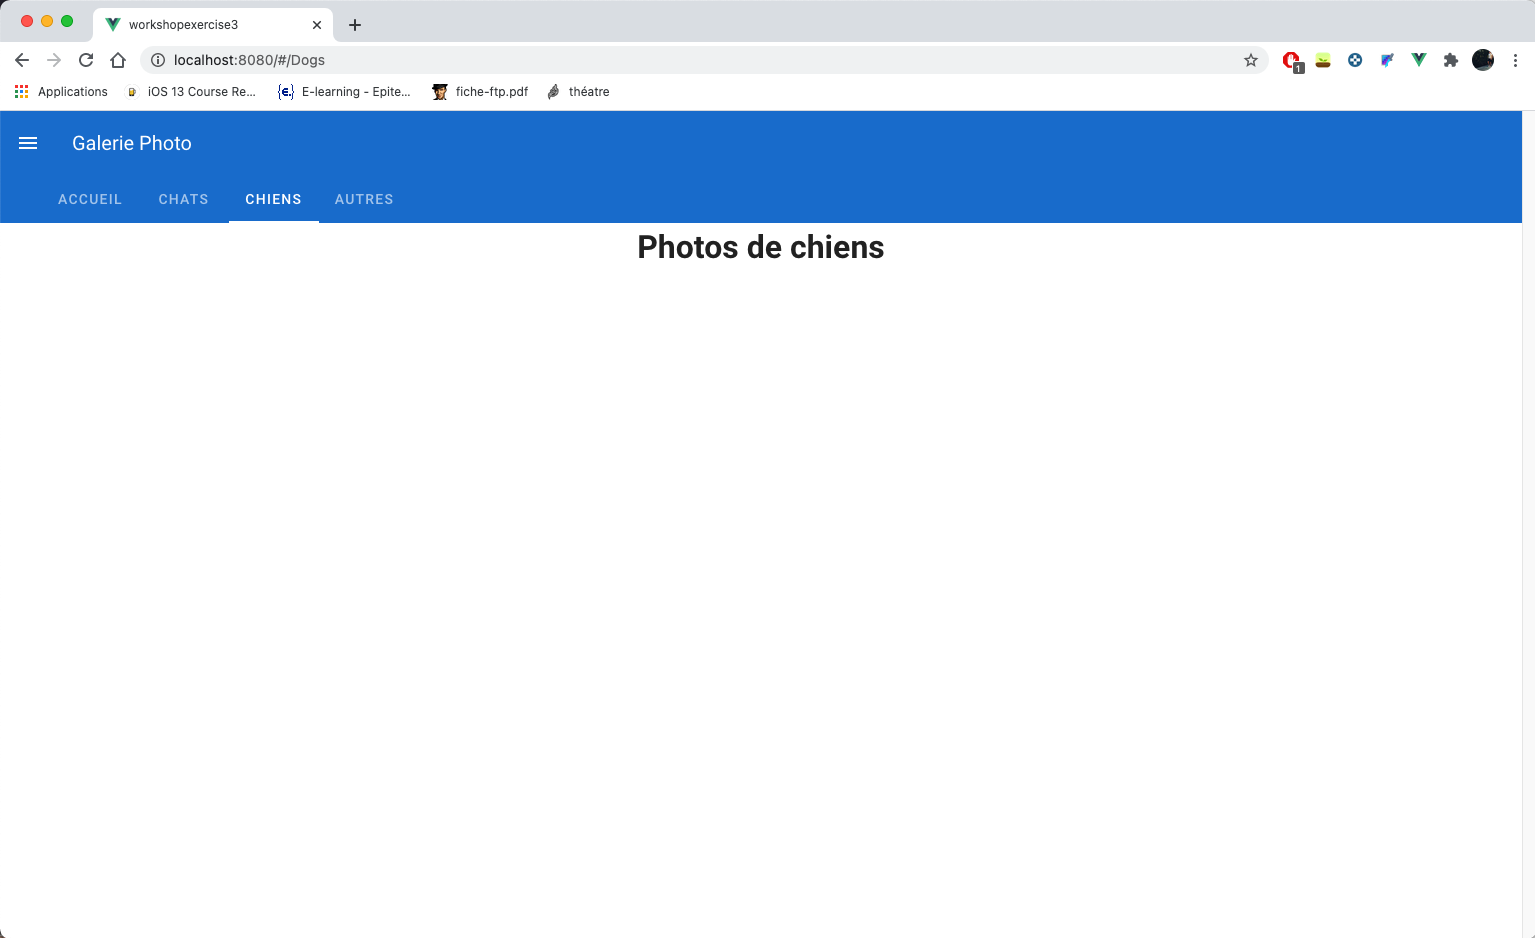 workshopexercise3
localhost:8080/#/Dogs
1
Applications
iOS 13 Course Re...
{e.} E-learning - Epite...
fiche-ftp.pdf
théatre
Galerie Photo
ACCUEIL CHATS CHIENS AUTRES
Photos de chiens